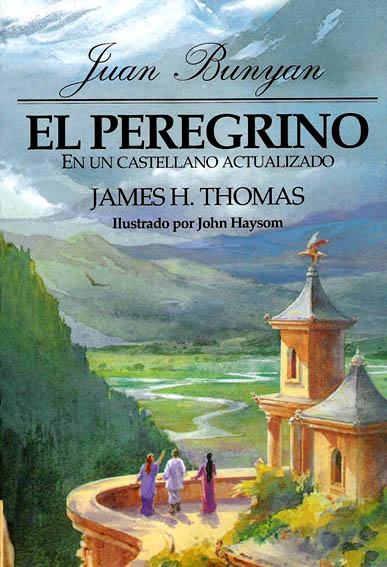 Juan Bunyan
EL PEREGRINO
EN UN CASTELLANO ACTUALIZADO
JAMES H. THOMAS
Ilustrado por John Haysom